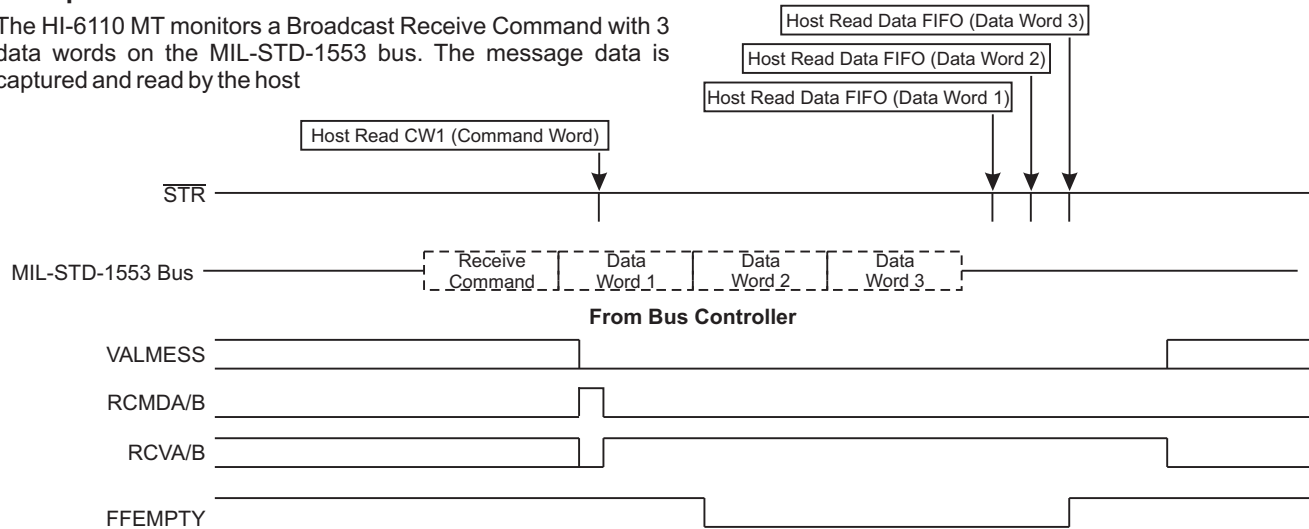 The HI-6110 MT monitors a Broadcast Receive Command with 3
data words on the MIL-STD-1553 bus. The message data is
captured and read by the host
Host Read Data FIFO (Data Word 3)
Host Read Data FIFO (Data Word 2)
Host Read Data FIFO (Data Word 1)
Host Read CW1 (Command Word)
STR
MIL-STD-1553 Bus
Receive
Command
Data
Word 1
Data
Word 2
Data
Word 3
From Bus Controller
VALMESS
RCMDA/B
RCVA/B
FFEMPTY